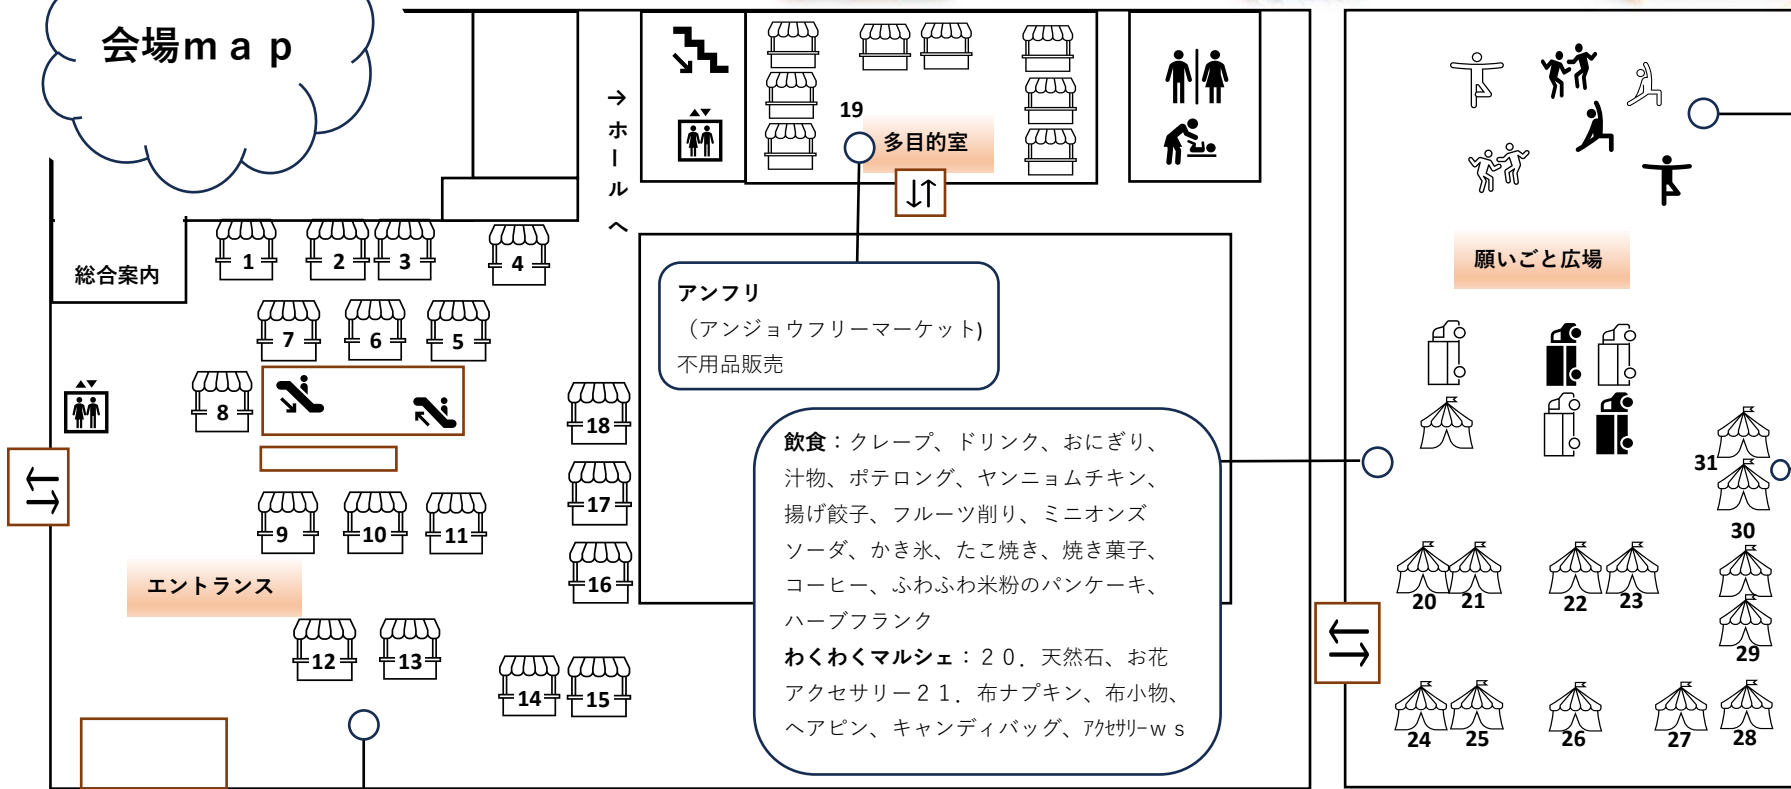 会場ｍａｐ
総合案内
→ホールへ
19
多目的室
1
2
3
4
7
6
5
8
18
17
16
9
10
11
エントランス
12
13
14
15
アンフリ
（アンジョウフリーマーケット)
不用品販売
飲食：クレープ、ドリンク、おにぎり、
汁物、ポテロング、ヤンニョムチキン、
揚げ餃子、フルーツ削り、ミニオンズ
ソーダ、かき氷、たこ焼き、焼き菓子、
コーヒー、ふわふわ米粉のパンケーキ、
ハーブフランク
わくわくマルシェ：２０．天然石、お花
アクセサリー２１．布ナプキン、布小物、
ヘアピン、キャンディバッグ、ｱｸｾｻﾘｰｗｓ
願いごと広場
31
30
20
21
22
23
29
24
25
26
27
28